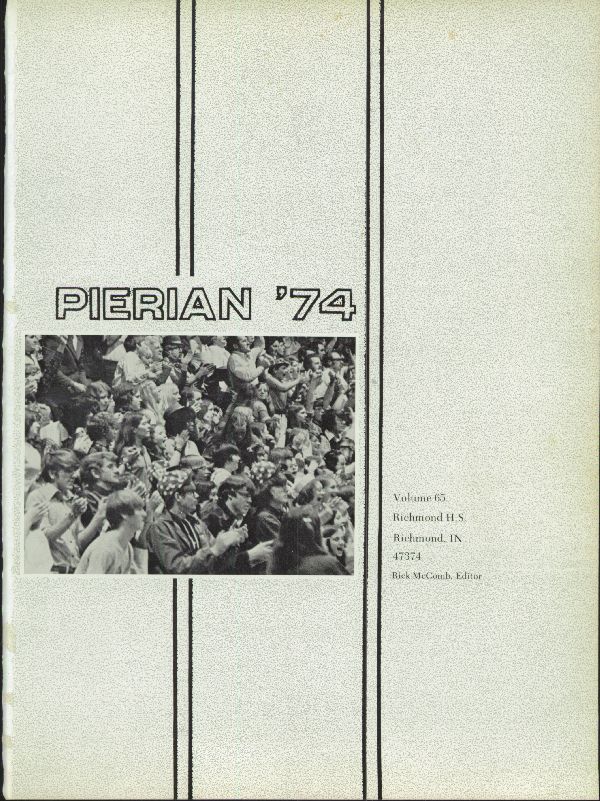 PIERIAN '74
Volume 65
Richmond H.S.
Richmond, IN
47374
Rick McComb, Editor